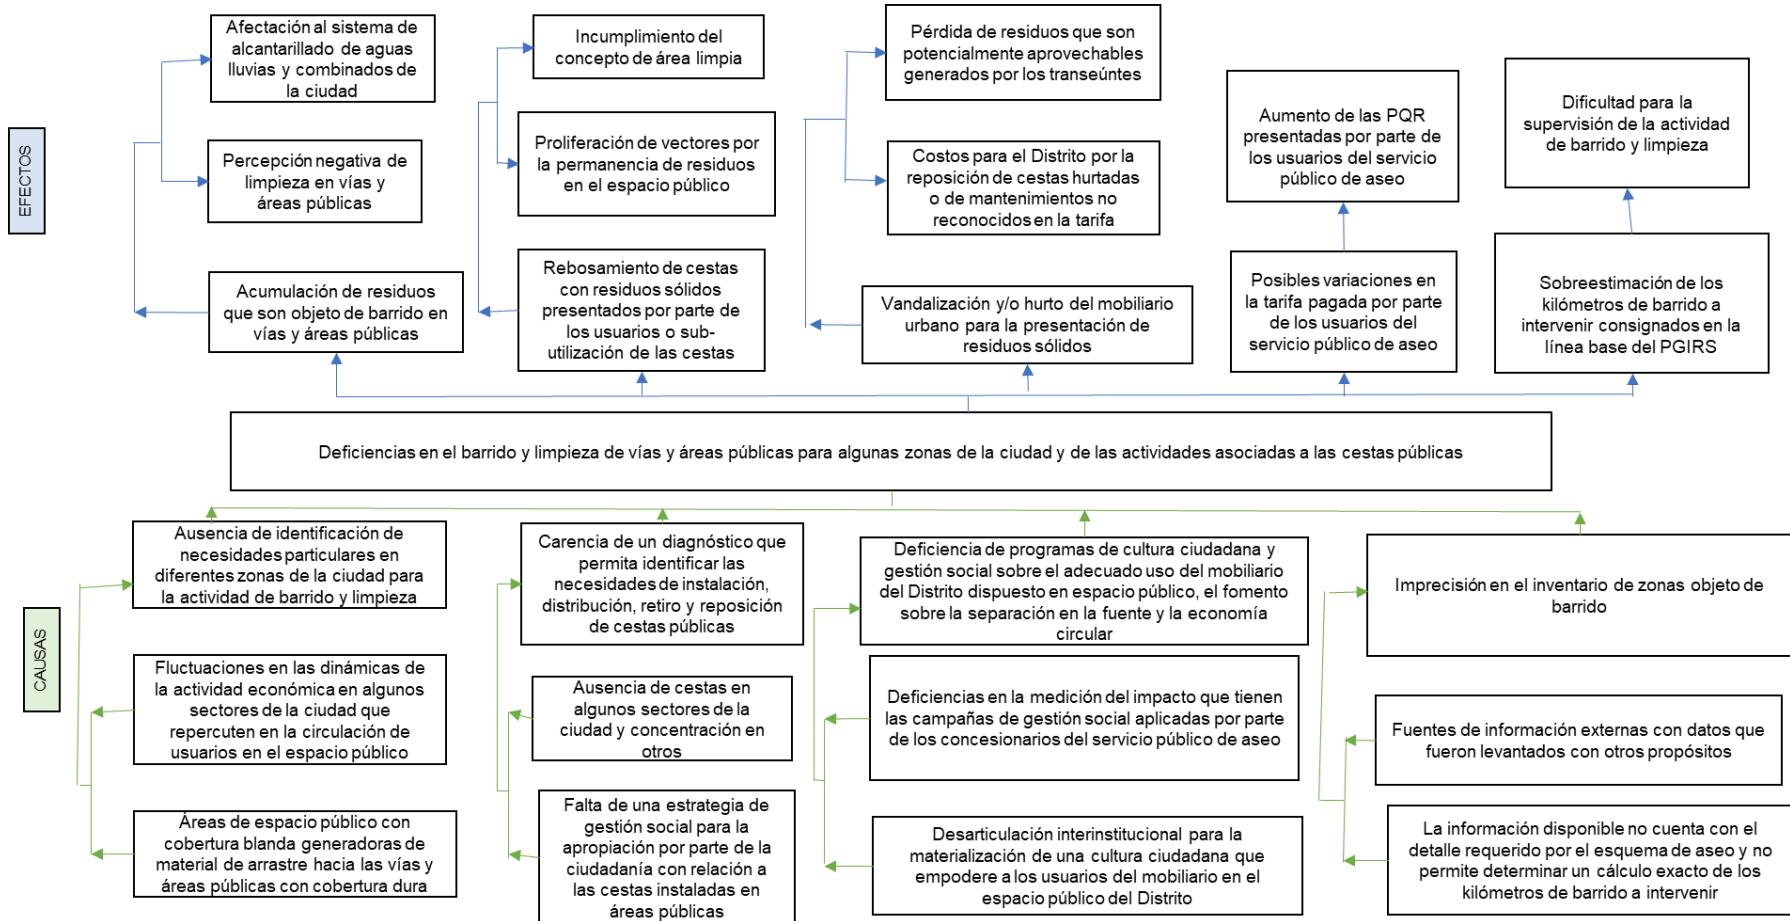 Afectación al sistema de
alcantarillado de aguas
lluvias y combinados de
la ciudad
Incumplimiento del
concepto de área limpia
Pérdida de residuos que son
potencialmente aprovechables
generados por los transeúntes
Aumento de las PQR
presentadas por parte de
los usuarios del servicio
público de aseo
Dificultad para la
supervisión de la actividad
de barrido y limpieza
EFECTOS
Percepción negativa de
limpieza en vías y
áreas públicas
Proliferación de vectores por
la permanencia de residuos
en el espacio público
Costos para el Distrito por la
reposición de cestas hurtadas
o de mantenimientos no
reconocidos en la tarifa
Acumulación de residuos
que son objeto de barrido en
vías y áreas públicas
Rebosamiento de cestas
con residuos sólidos
presentados por parte de
los usuarios o sub-
utilización de las cestas
Vandalización y/o hurto del mobiliario
urbano para la presentación de
residuos sólidos
Posibles variaciones en
la tarifa pagada por parte
de los usuarios del
servicio público de aseo
Sobreestimación de los
kilómetros de barrido a
intervenir consignados en la
línea base del PGIRS
Deficiencias en el barrido y limpieza de vías y áreas públicas para algunas zonas de la ciudad y de las actividades asociadas a las cestas públicas
Ausencia de identificación de
necesidades particulares en
diferentes zonas de la ciudad para
la actividad de barrido y limpieza
Carencia de un diagnóstico que
permita identificar las
necesidades de instalación,
distribución, retiro y reposición
de cestas públicas
Deficiencia de programas de cultura ciudadana y
gestión social sobre el adecuado uso del mobiliario
del Distrito dispuesto en espacio público, el fomento
sobre la separación en la fuente y la economía
circular
Imprecisión en el inventario de zonas objeto de
barrido
CAUSAS
Fluctuaciones en las dinámicas de
la actividad económica en algunos
sectores de la ciudad que
repercuten en la circulación de
usuarios en el espacio público
Ausencia de cestas en
algunos sectores de la
ciudad y concentración en
otros
Deficiencias en la medición del impacto que tienen
las campañas de gestión social aplicadas por parte
de los concesionarios del servicio público de aseo
Fuentes de información externas con datos que
fueron levantados con otros propósitos
Áreas de espacio público con
cobertura blanda generadoras de
material de arrastre hacia las vías y
áreas públicas con cobertura dura
Falta de una estrategia de
gestión social para la
apropiación por parte de la
ciudadanía con relación a
las cestas instaladas en
áreas públicas
Desarticulación interinstitucional para la
materialización de una cultura ciudadana que
empodere a los usuarios del mobiliario en el
espacio público del Distrito
La información disponible no cuenta con el
detalle requerido por el esquema de aseo y no
permite determinar un cálculo exacto de los
kilómetros de barrido a intervenir